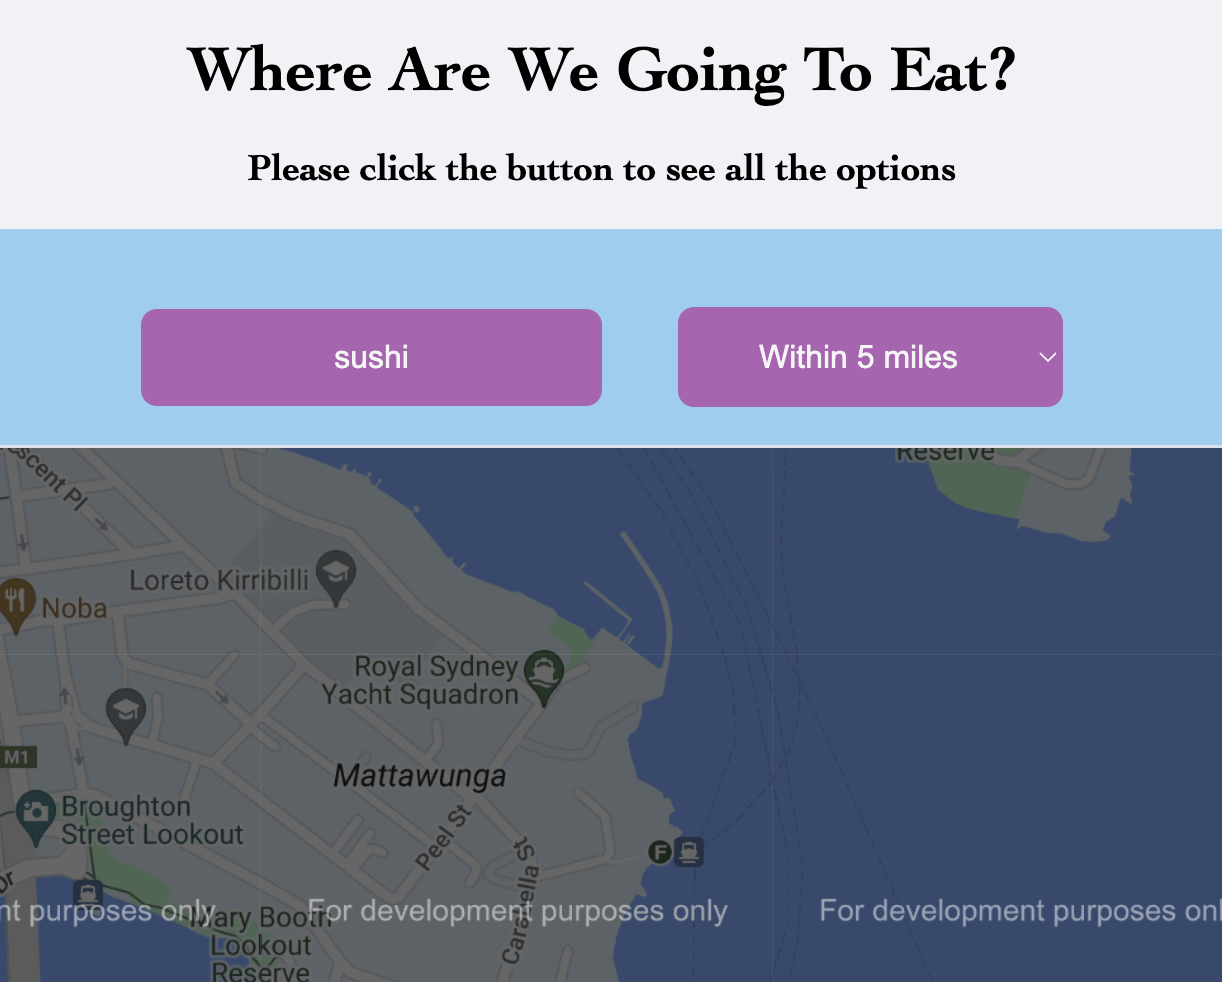 Where Are We Going To Eat?
Please click the button to see all the options
sushi
Within 5 miles
Reserve
escent Pl
Loreto Kirribilli
Noba
Royal Sydney
Yacht Squadron
M1
Mattawunga
Broughton
Street Lookout
Peel St
Carabella St
F
Dr
nt purposes only
For development purposes only
For development purposes onl
Mary Booth
Lookout
Reserve